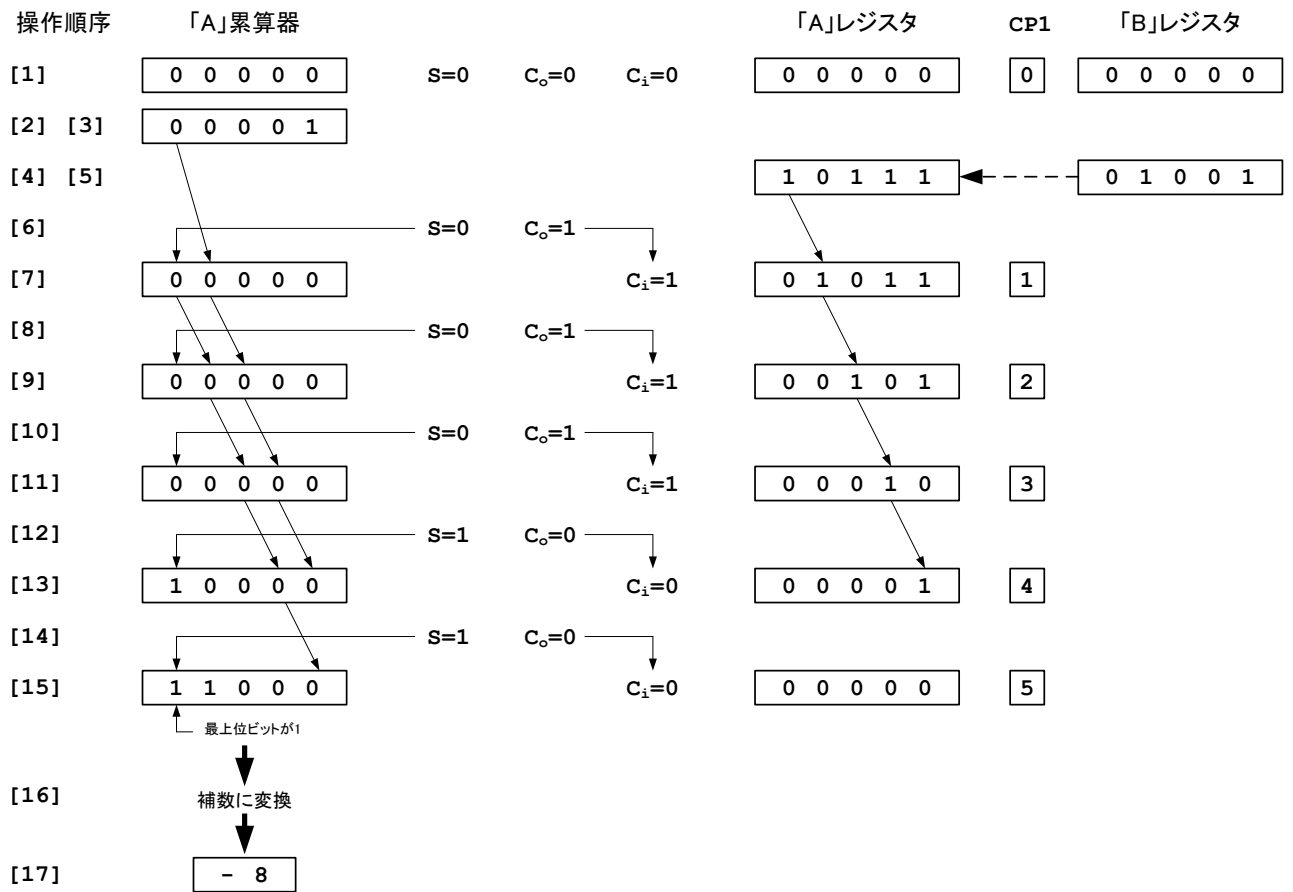 操作順序 「A」累算器 「A」レジスタ CP1 「B」レジスタ
[1] 0 0 0 0 0 S=0 Co=0 Ci=0 0 0 0 0 0 0 0 0 0 0 0
[2] [3] 0 0 0 0 1
[4] [5] 1 0 1 1 1 0 1 0 0 1
[6] S=0 Co=1
[7] 0 0 0 0 0 Ci=1 0 1 0 1 1 1
[8] S=0 Co=1
[9] 0 0 0 0 0 Ci=1 0 0 1 0 1 2
[10] S=0 Co=1
[11] 0 0 0 0 0 Ci=1 0 0 0 1 0 3
[12] S=1 Co=0
[13] 1 0 0 0 0 Ci=0 0 0 0 0 1 4
[14] S=1 Co=0
[15] 1 1 0 0 0 Ci=0 0 0 0 0 0 5
最上位ビットが1
[16] 補数に変換
[17] - 8